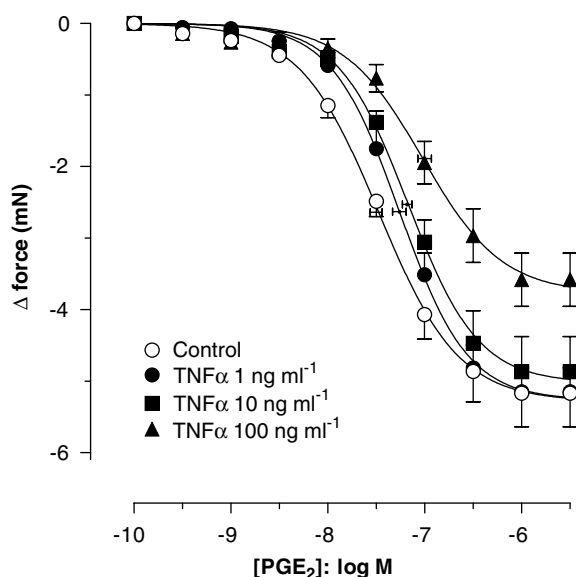 0
-2
-4
-6
Δ force (mN)
Control
TNFα 1 ng ml⁻¹
TNFα 10 ng ml⁻¹
TNFα 100 ng ml⁻¹
-10 -9 -8 -7 -6
[PGE₂]: log M